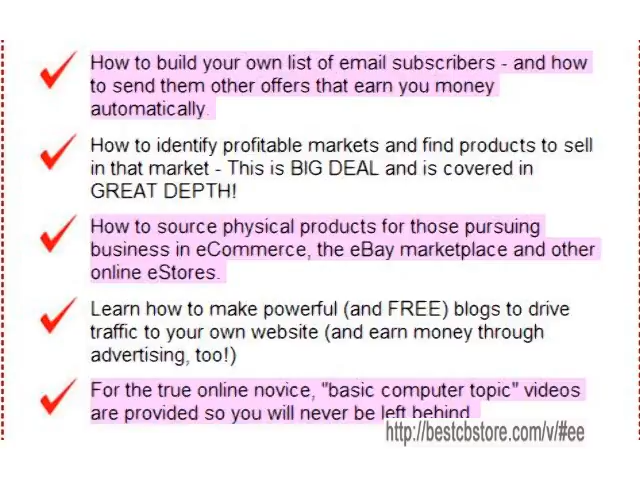 How to build your own list of email subscribers - and how
to send them other offers that earn you money
automatically.
How to identify profitable markets and find products to sell
in that market - This is BIG DEAL and is covered in
GREAT DEPTH!
How to source physical products for those pursuing
business in eCommerce, the eBay marketplace and other
online eStores.
Learn how to make powerful (and FREE) blogs to drive
traffic to your own website (and earn money through
advertising, too!)
For the true online novice, "basic computer topic" videos
are provided so you will never be left behind
http://bestcbstore.com/v/#ee